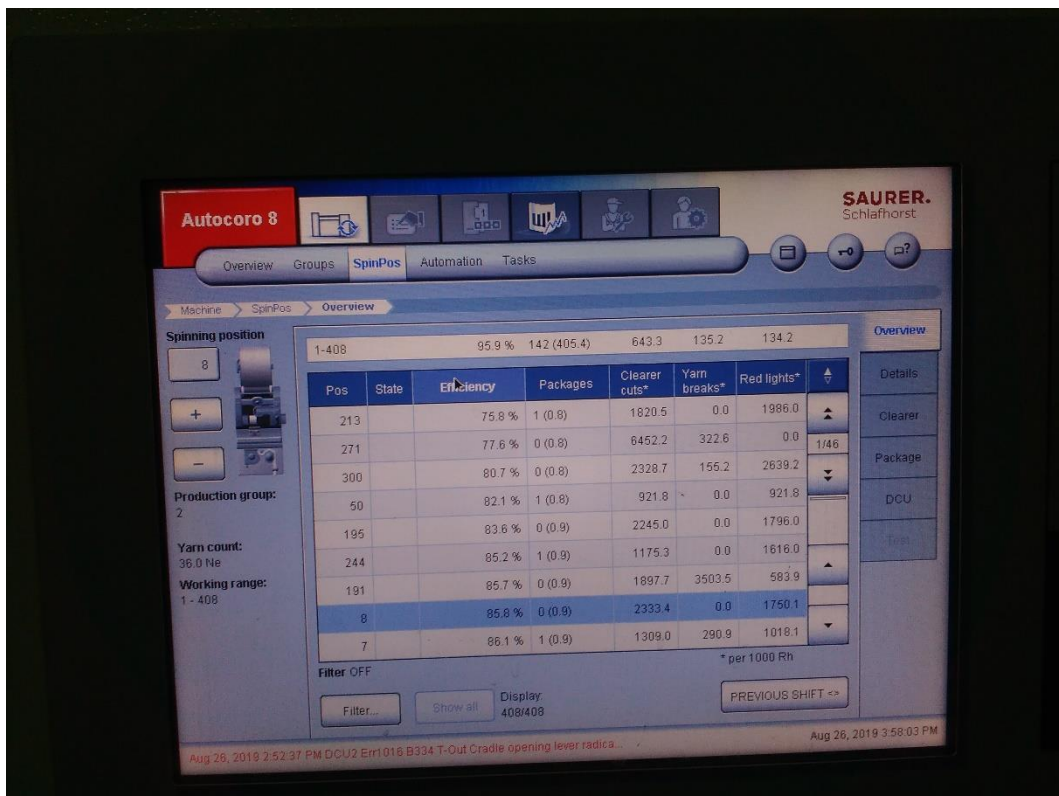 Autocoro 8
SAURER.
Schlafhorst
Overview Groups SpinPos Automation Tasks
Machine SpinPos Overview
Spinning position
8
+
-
Production group:
2
Yarn count:
36.0 Ne
Working range:
1 - 408
1-408 95.9 % 142 (405.4) 643.3 135.2 134.2
Pos State Efficiency Packages Clearer cuts* Yarn breaks* Red lights*
213 75.8 % 1 (0.8) 1820.5 0.0 1986.0
271 77.6 % 0 (0.8) 6452.2 322.6 0.0
300 80.7 % 0 (0.8) 2328.7 155.2 2639.2
50 82.1 % 1 (0.8) 921.8 0.0 921.8
195 83.6 % 0 (0.9) 2245.0 0.0 1796.0
244 85.2 % 1 (0.9) 1175.3 0.0 1616.0
191 85.7 % 0 (0.9) 1897.7 3503.5 583.9
8 85.8 % 0 (0.9) 2333.4 0.0 1750.1
7 86.1 % 1 (0.9) 1309.0 290.9 1018.1
1/46
* per 1000 Rh
Filter OFF
Filter...
Show all
Display:
408/408
PREVIOUS SHIFT <>
Overview
Details
Clearer
Package
DCU
Aug 26, 2019 2:52:37 PM DCU2 Err1016 B334 T-Out Cradle opening lever radica...
Aug 26, 2019 3:58:03 PM